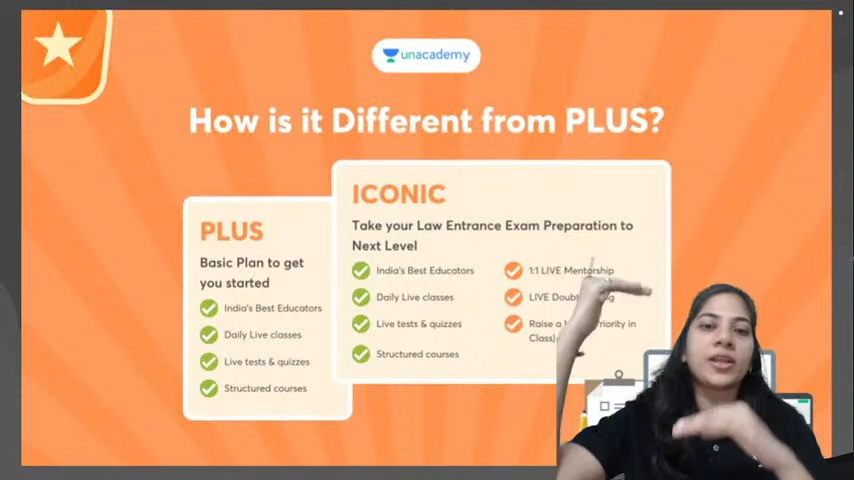 unacademy
How is it Different from PLUS?
PLUS
Basic Plan to get
you started
India's Best Educators
Daily Live classes
Live tests & quizzes
Structured courses
ICONIC
Take your Law Entrance Exam Preparation to
Next Level
India's Best Educators
Daily Live classes
Live tests & quizzes
Structured courses
1:1 LIVE Mentorship
LIVE
Raise a in
Class)